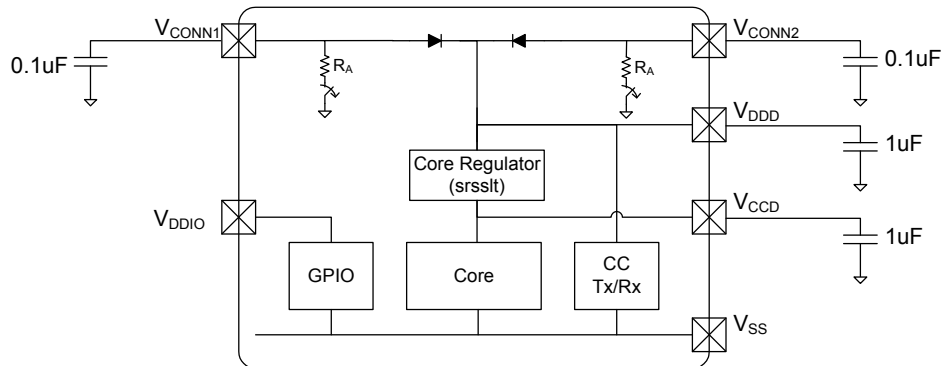 VCONN1
VCONN2
0.1uF
RA
RA
0.1uF
VDDD
1uF
Core Regulator
(srsslt)
VDDIO
VCCD
1uF
GPIO
Core
CC
Tx/Rx
VSS